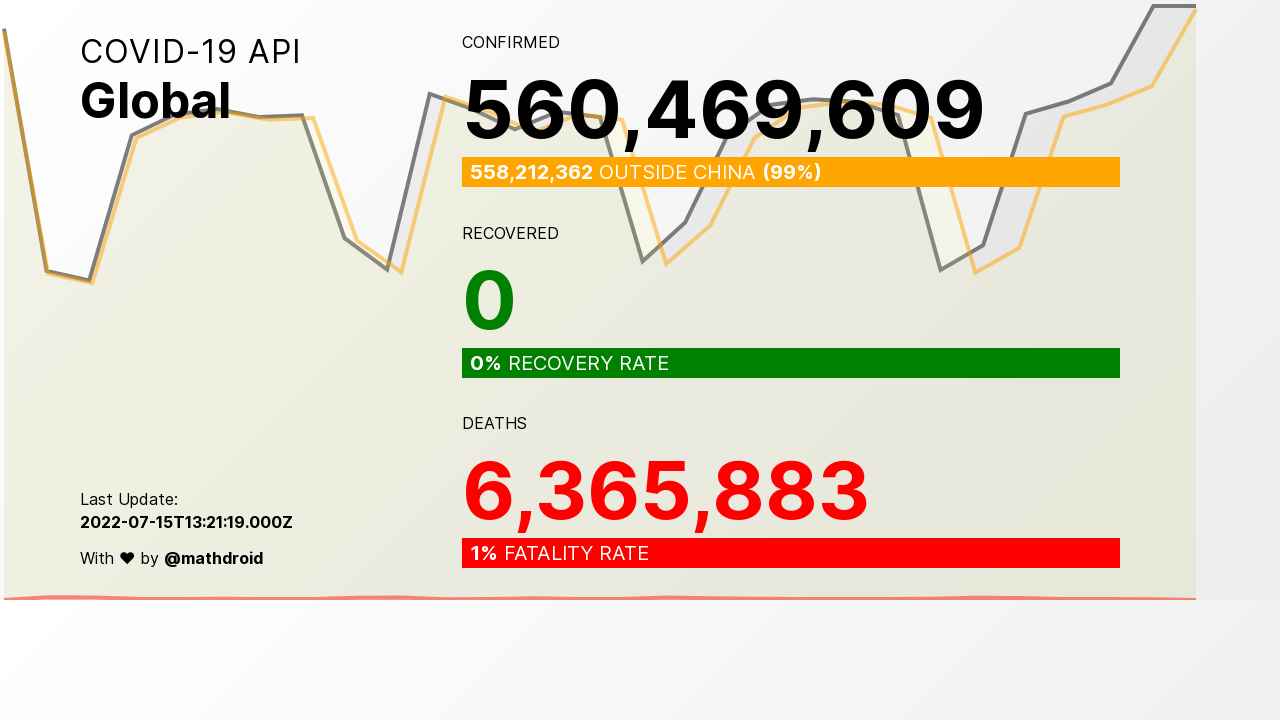 COVID-19 API
Global
CONFIRMED
560,469,609
558,212,362 OUTSIDE CHINA (99%)
RECOVERED
0
0% RECOVERY RATE
DEATHS
6,365,883
1% FATALITY RATE
Last Update:
2022-07-15T13:21:19.000Z
With ♥ by @mathdroid